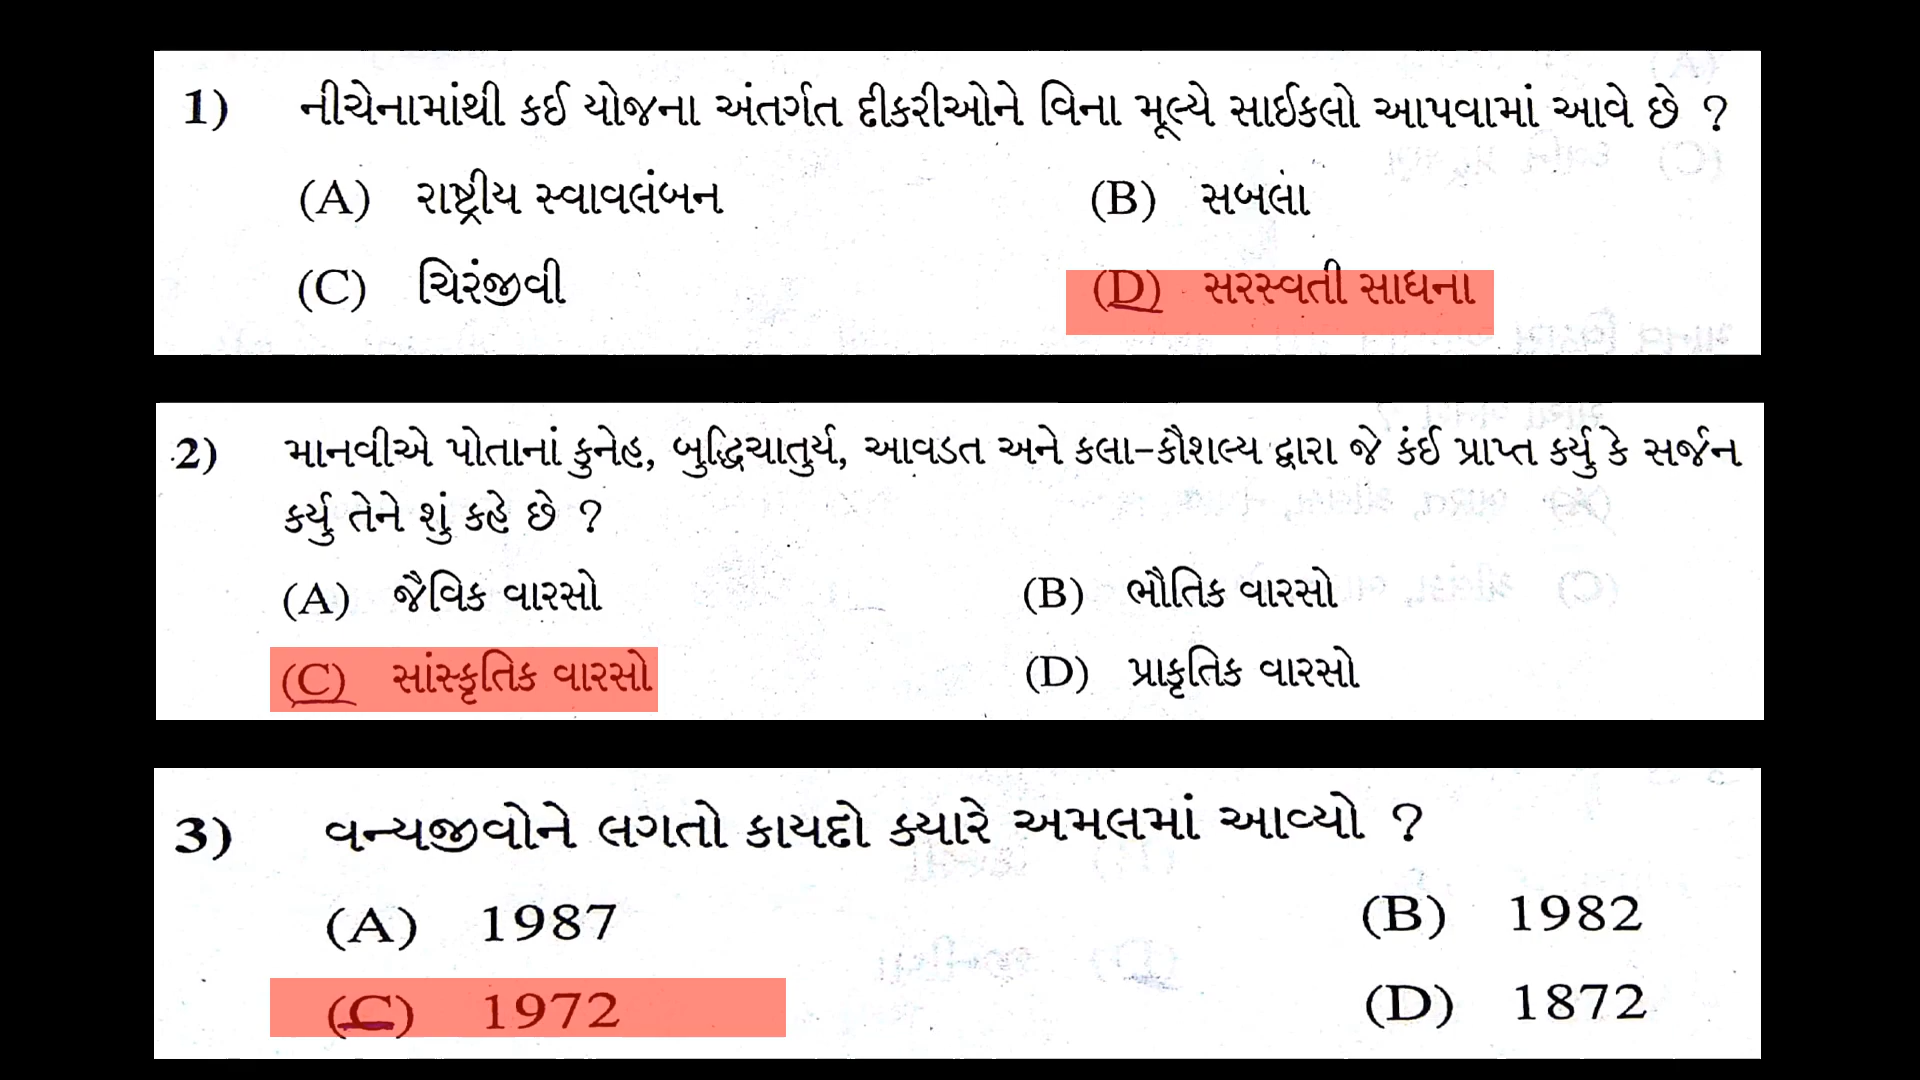 1) નીચેનામાંથી કઈ યોજના અંતર્ગત દીકરીઓને વિના મૂલ્યે સાઈકલો આપવામાં આવે છે ?
(A) રાષ્ટ્રીય સ્વાવલંબન (B) સબલા
(C) ચિરંજીવી (D) સરસ્વતી સાધના
2) માનવીએ પોતાનાં કુનેહ, બુદ્ધિચાતુર્ય, આવડત અને કલા-કૌશલ્ય દ્વારા જે કંઈ પ્રાપ્ત કર્યુ કે સર્જન
કર્યુ તેને શું કહે છે ?
(A) જૈવિક વારસો (B) ભૌતિક વારસો
(C) સાંસ્કૃતિક વારસો (D) પ્રાકૃતિક વારસો
3) વન્યજીવોને લગતો કાયદો ક્યારે અમલમાં આવ્યો ?
(A) 1987 (B) 1982
(C) 1972 (D) 1872